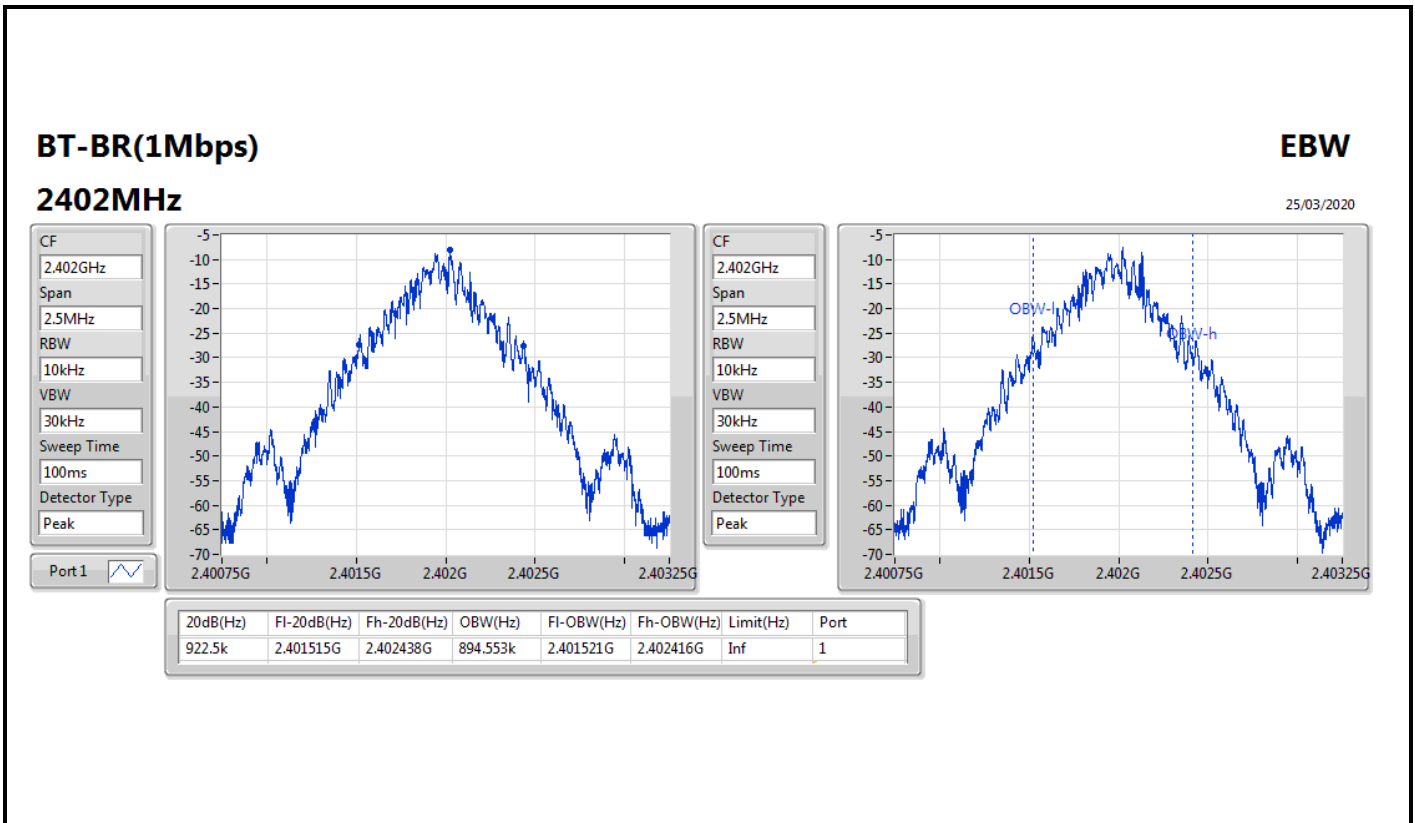 BT-BR(1Mbps)
EBW
2402MHz
25/03/2020
CF
2.402GHz
Span
2.5MHz
RBW
10kHz
VBW
30kHz
Sweep Time
100ms
Detector Type
Peak
Port 1
-5
-10
-15
-20
-25
-30
-35
-40
-45
-50
-55
-60
-65
-70
2.40075G 2.4015G 2.402G 2.4025G 2.40325G
CF
2.402GHz
Span
2.5MHz
RBW
10kHz
VBW
30kHz
Sweep Time
100ms
Detector Type
Peak
-5
-10
-15
-20
-25
-30
-35
-40
-45
-50
-55
-60
-65
-70
OBW-l
OBW-h
2.40075G 2.4015G 2.402G 2.4025G 2.40325G
20dB(Hz) Fl-20dB(Hz) Fh-20dB(Hz) OBW(Hz) Fl-OBW(Hz) Fh-OBW(Hz) Limit(Hz) Port
922.5k 2.401515G 2.402438G 894.553k 2.401521G 2.402416G Inf 1